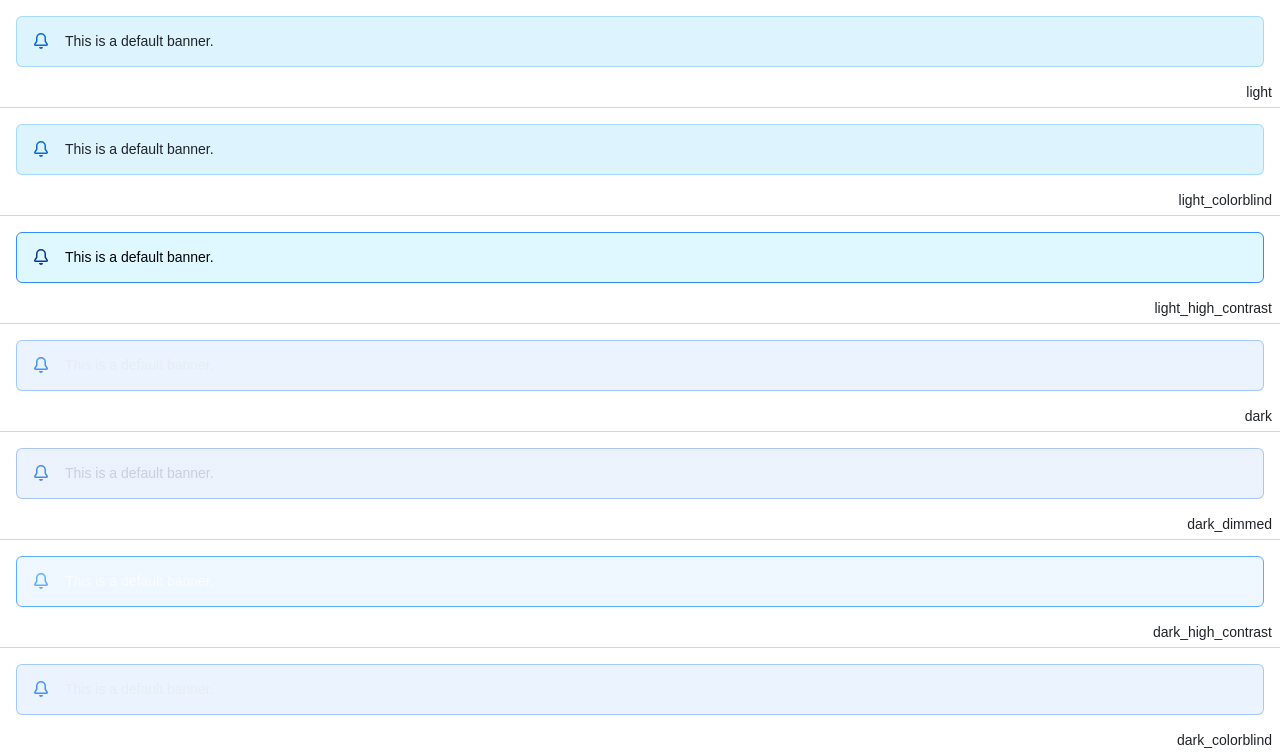 This is a default banner.
light
This is a default banner.
light_colorblind
This is a default banner.
light_high_contrast
This is a default banner.
dark
This is a default banner.
dark_dimmed
This is a default banner.
dark_high_contrast
This is a default banner.
dark_colorblind